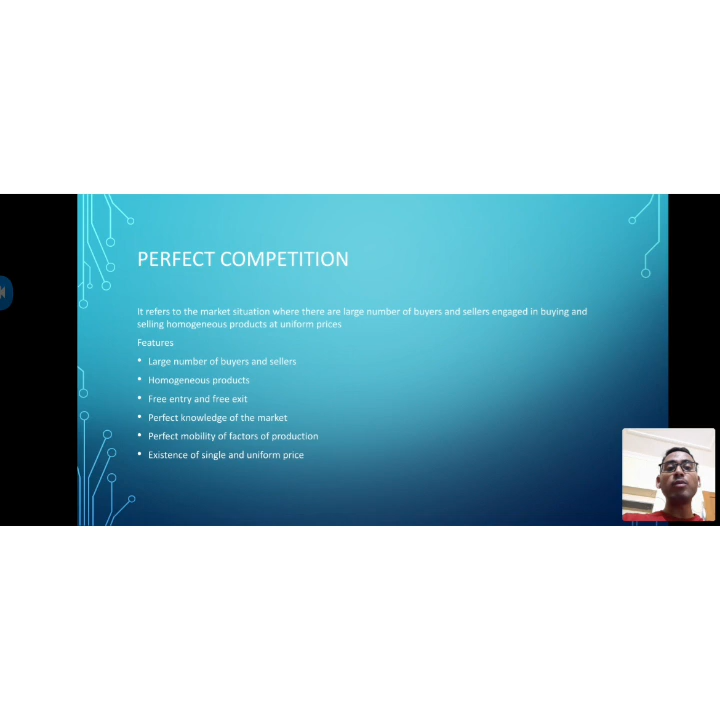 PERFECT COMPETITION
It refers to the market situation where there are large number of buyers and sellers engaged in buying and
selling homogeneous products at uniform prices
Features
• Large number of buyers and sellers
• Homogeneous products
• Free entry and free exit
• Perfect knowledge of the market
• Perfect mobility of factors of production
• Existence of single and uniform price